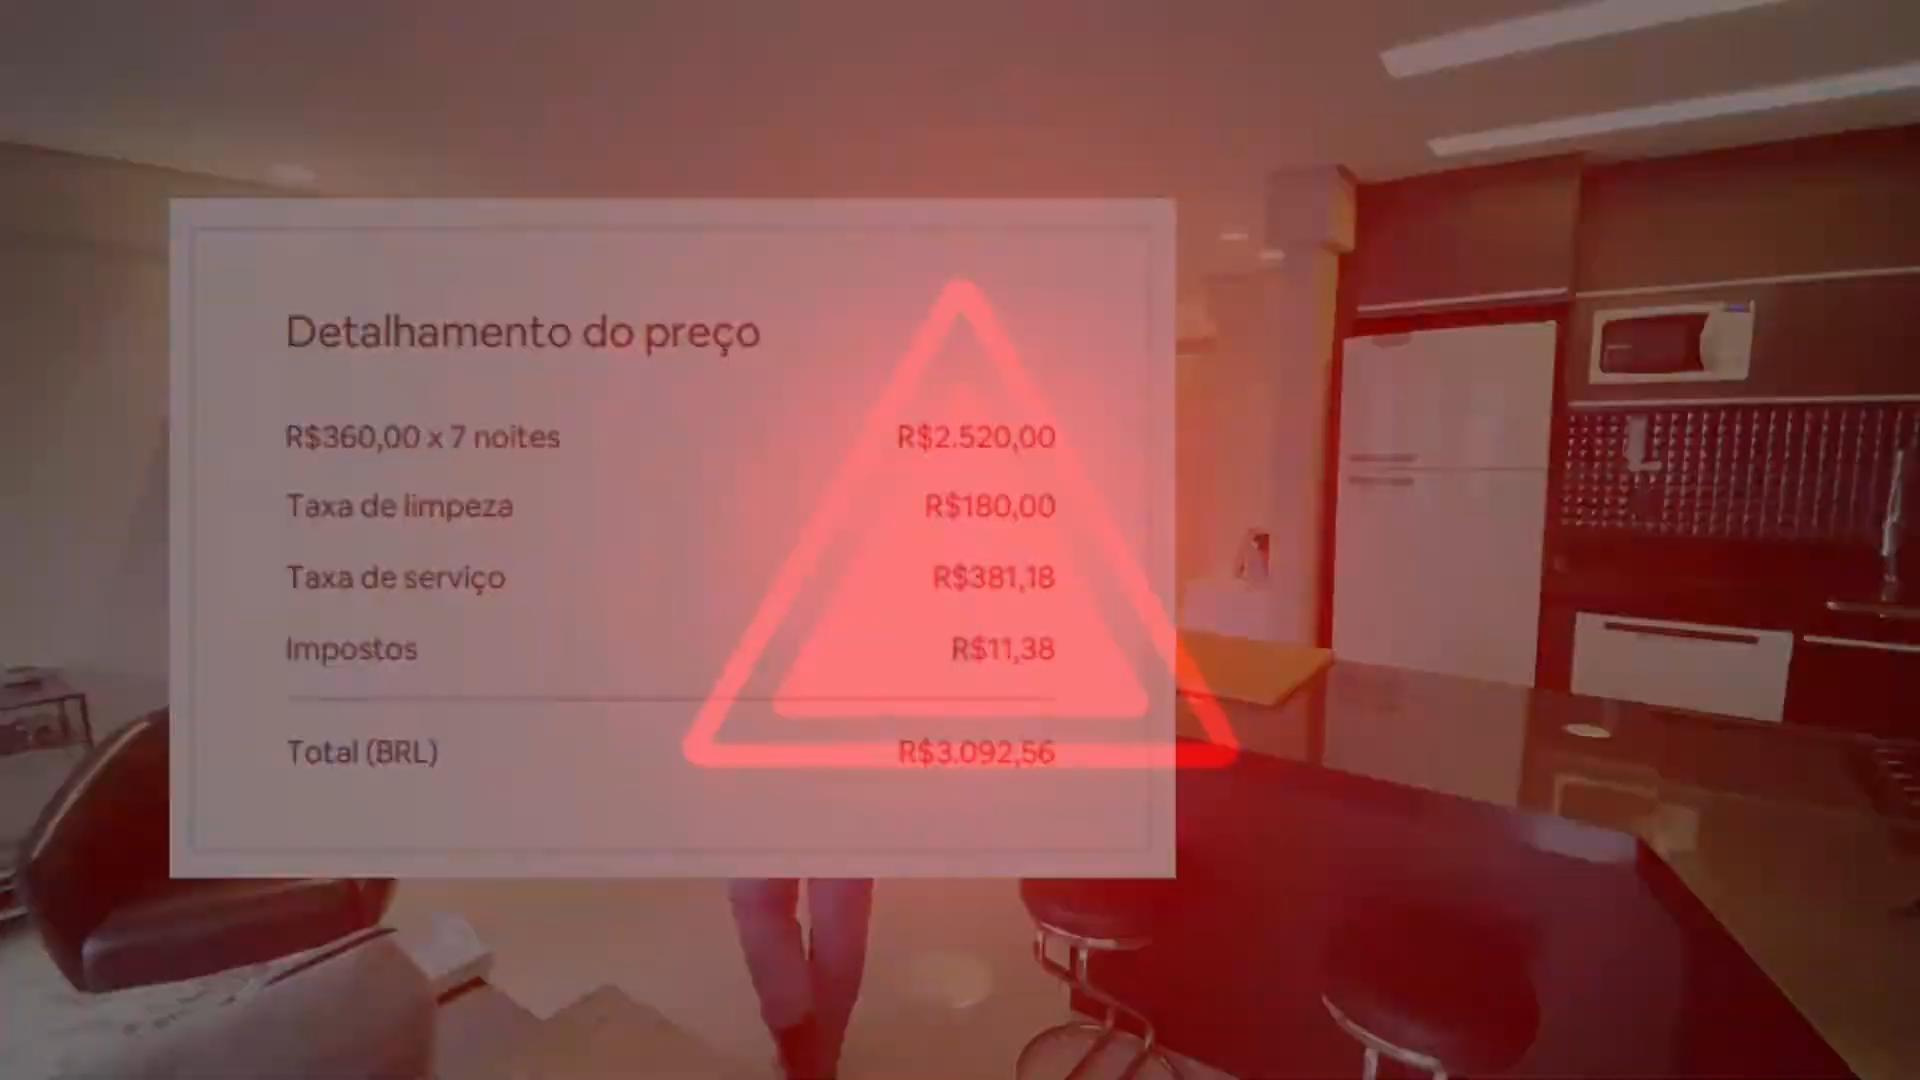 Detalhamento do preço
R$360,00 x 7 noites R$2.520,00
Taxa de limpeza R$180,00
Taxa de serviço R$381,18
Impostos R$11,38
Total (BRL) R$3.092,56